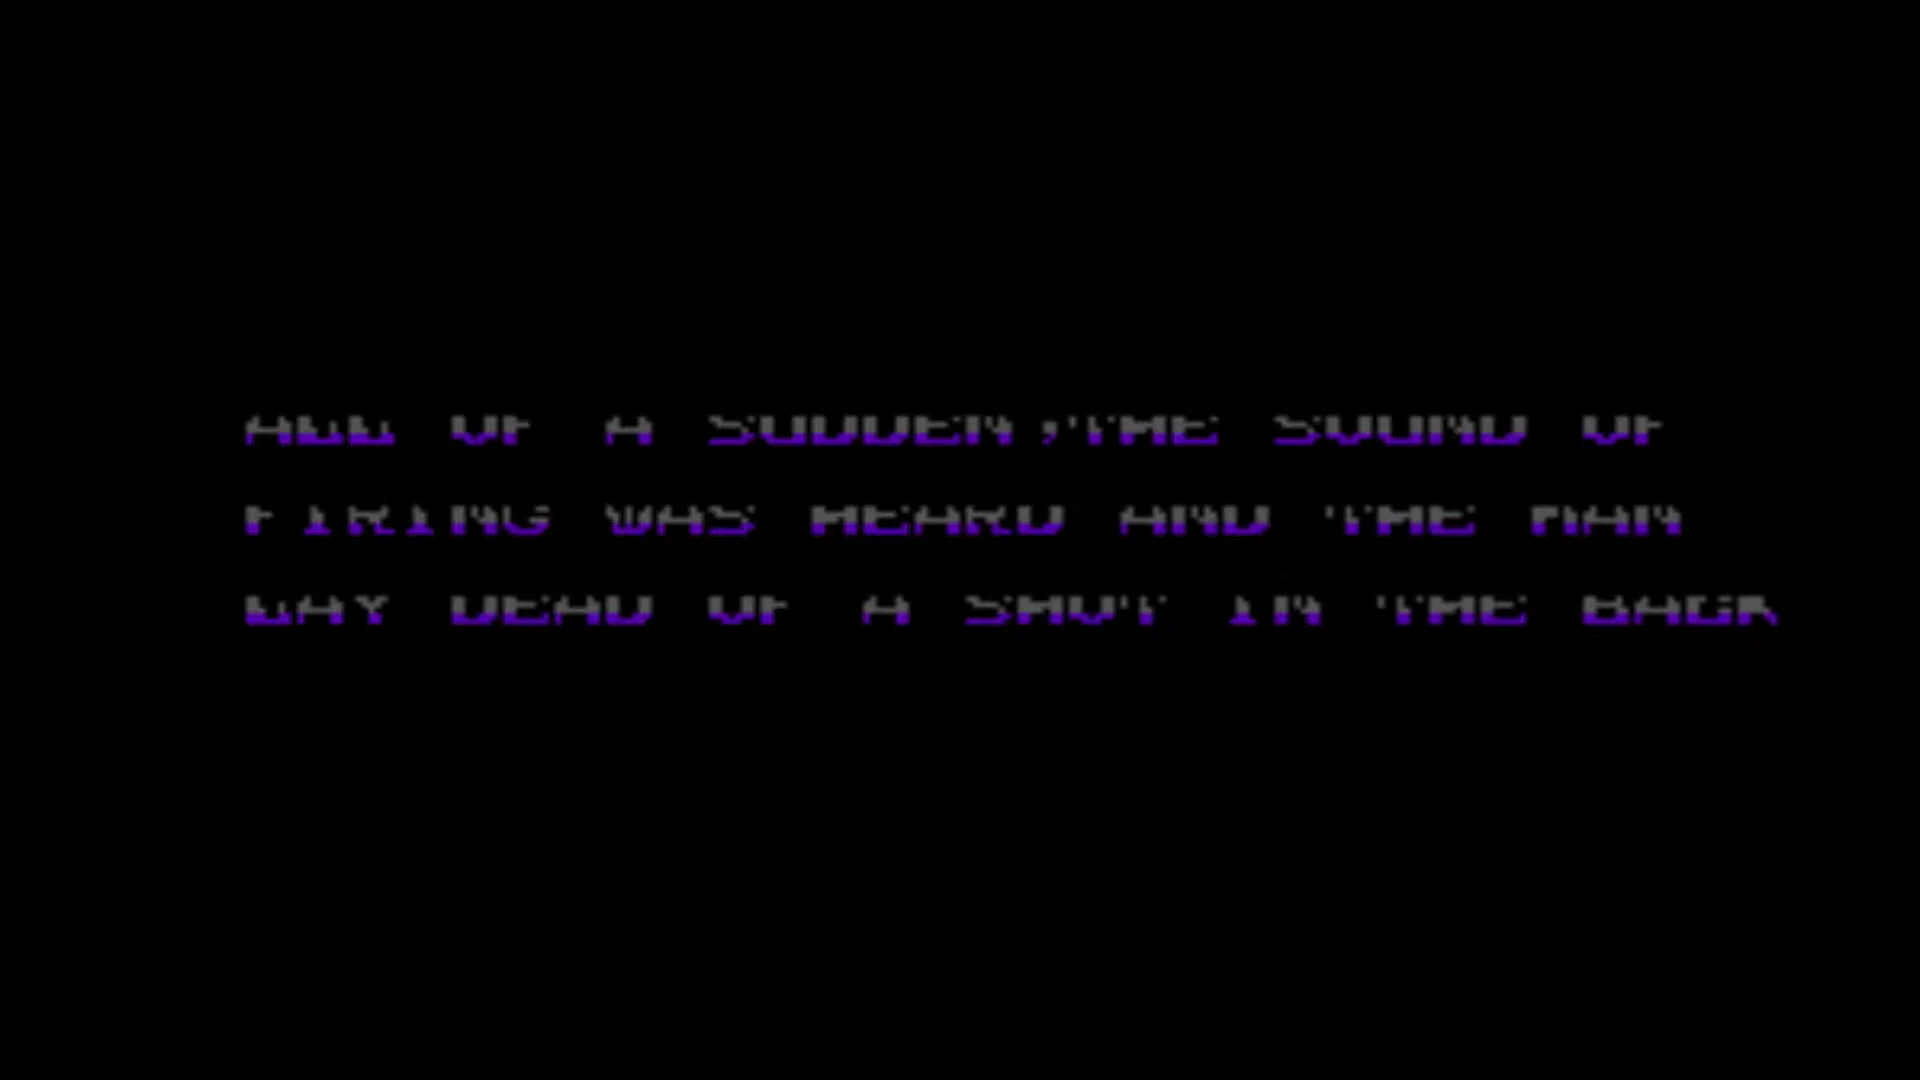 ALL OF A SUDDEN,THE SOUND OF
FIRING WAS HEARD AND THE MAN
LAY DEAD OF A SHOT IN THE BACK